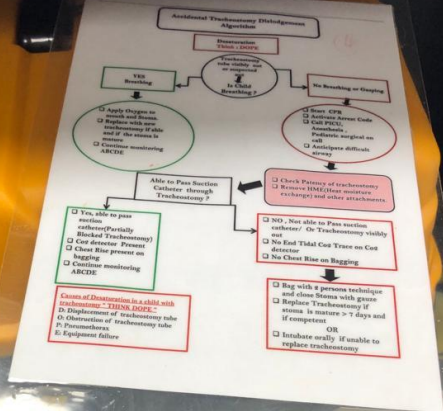 Accidental Tracheostomy Dislodgement
Algorithm
Desaturation
Think : DOPE
Tracheostomy
tube visibly out
or suspected
Is Child
Breathing ?
YES
Breathing
No Breathing or Gasping
❑ Apply Oxygen to
mouth and Stoma.
❑ Replace with new
tracheostomy if able
and if the stoma is
mature
❑ Continue monitoring
ABCDE
❑ Start CPR
❑ Activate Arrest Code
❑ Call PICU,
Anesthesia ,
Pediatric surgical on
call
❑ Anticipate difficult
airway
❑ Check Patency of tracheostomy
❑ Remove HME(Heat moisture
exchange) and other attachments
Able to Pass Suction
Catheter through
Tracheostomy ?
❑ Yes, able to pass
suction
catheter(Partially
Blocked Tracheostomy)
❑ Co2 detector Present
❑ Chest Rise present on
bagging
❑ Continue monitoring
ABCDE
❑ NO , Not able to Pass suction
catheter/ Or Tracheostomy visibly
out
❑ No End Tidal Co2 Trace on Co2
detector
❑ No Chest Rise on Bagging
Causes of Desaturation in a child with
tracheostomy " THINK DOPE "
D: Displacement of tracheostomy tube
O: Obstruction of tracheostomy tube
P: Pneumothorax
E: Equipment failure
❑ Bag with 2 persons technique
and close Stoma with gauze
❑ Replace Tracheostomy if
stoma is mature > 7 days and
if competent
OR
❑ Intubate orally if unable to
replace tracheostomy